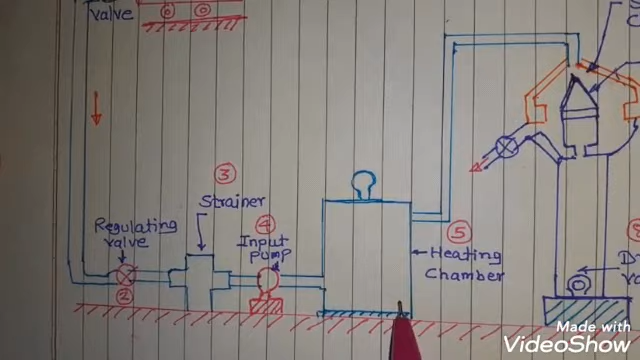 valve
③
Strainer
④
Regulating
valve
Input
pump
⑤
Heating
Chamber
②
Made with
VideoShow